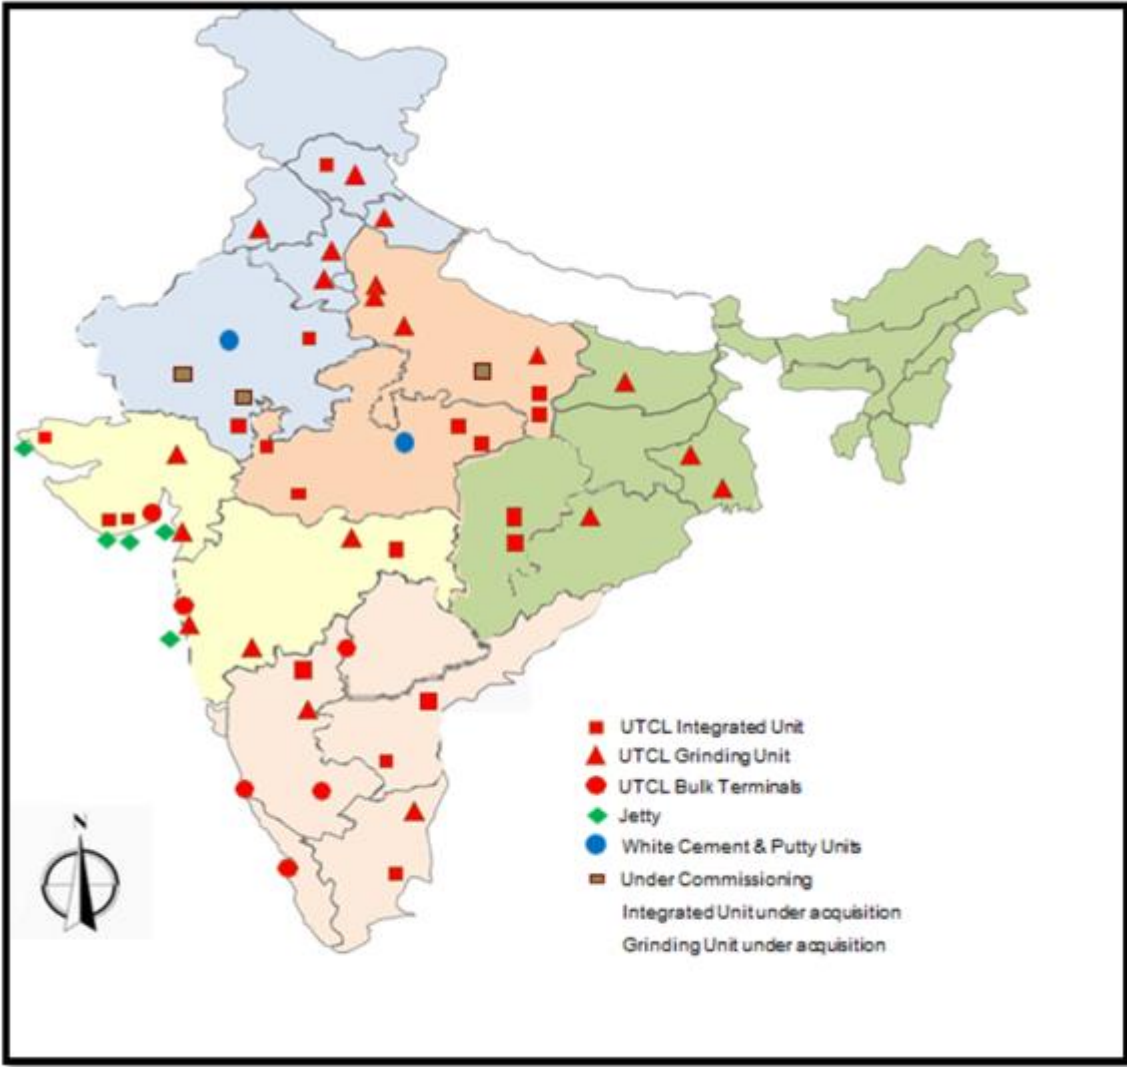 UTCL Integrated Unit
UTCL Grinding Unit
UTCL Bulk Terminals
Jetty
N
White Cement & Putty Units
Under Commissioning
Integrated Unit under acquisition
Grinding Unit under acquisition